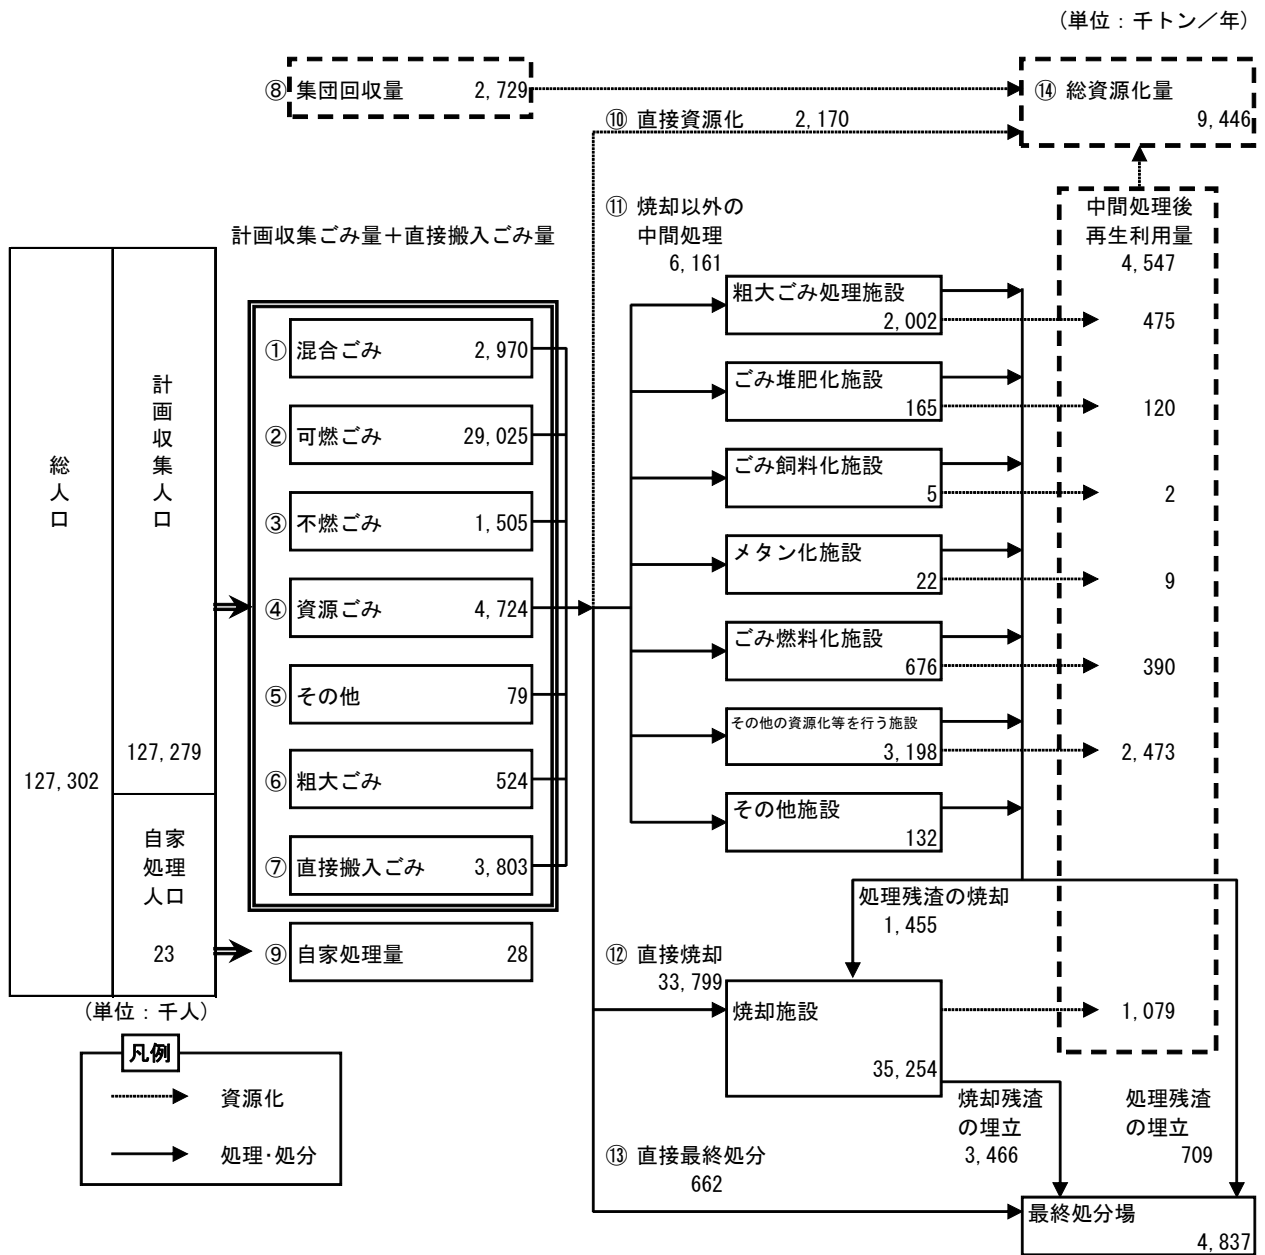 (単位：千トン／年)
⑧ 集団回収量 2,729
⑭ 総資源化量
9,446
⑩ 直接資源化 2,170
⑪ 焼却以外の
中間処理
6,161
中間処理後
再生利用量
4,547
計画収集ごみ量＋直接搬入ごみ量
総人口
127,302
計画収集人口
127,279
自家
処理
人口
23
(単位：千人)
① 混合ごみ 2,970
② 可燃ごみ 29,025
③ 不燃ごみ 1,505
④ 資源ごみ 4,724
⑤ その他 79
⑥ 粗大ごみ 524
⑦ 直接搬入ごみ 3,803
⑨ 自家処理量 28
粗大ごみ処理施設
2,002
475
ごみ堆肥化施設
165
120
ごみ飼料化施設
5
2
メタン化施設
22
9
ごみ燃料化施設
676
390
その他の資源化等を行う施設
3,198
2,473
その他施設
132
処理残渣の焼却
1,455
⑫ 直接焼却
33,799
焼却施設
35,254
1,079
焼却残渣
の埋立
3,466
処理残渣
の埋立
709
⑬ 直接最終処分
662
最終処分場
4,837
凡例
資源化
処理・処分